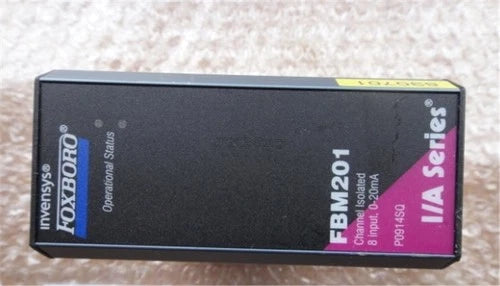 invensys®
FOXBORO®
Operational Status
FBM201
Channel Isolated
8 input, 0-20mA
P0914SQ
I/A Series®